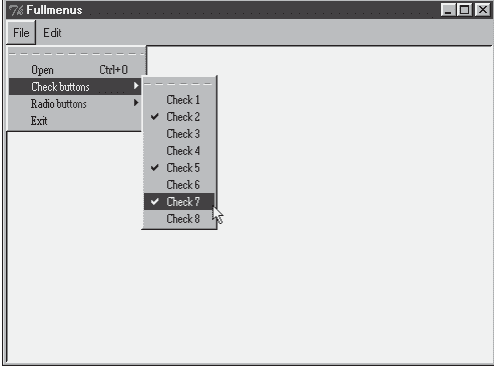 Fullmenus
File Edit
Open Ctrl+O
Check buttons
Radio buttons
Exit
Check 1
Check 2
Check 3
Check 4
Check 5
Check 6
Check 7
Check 8